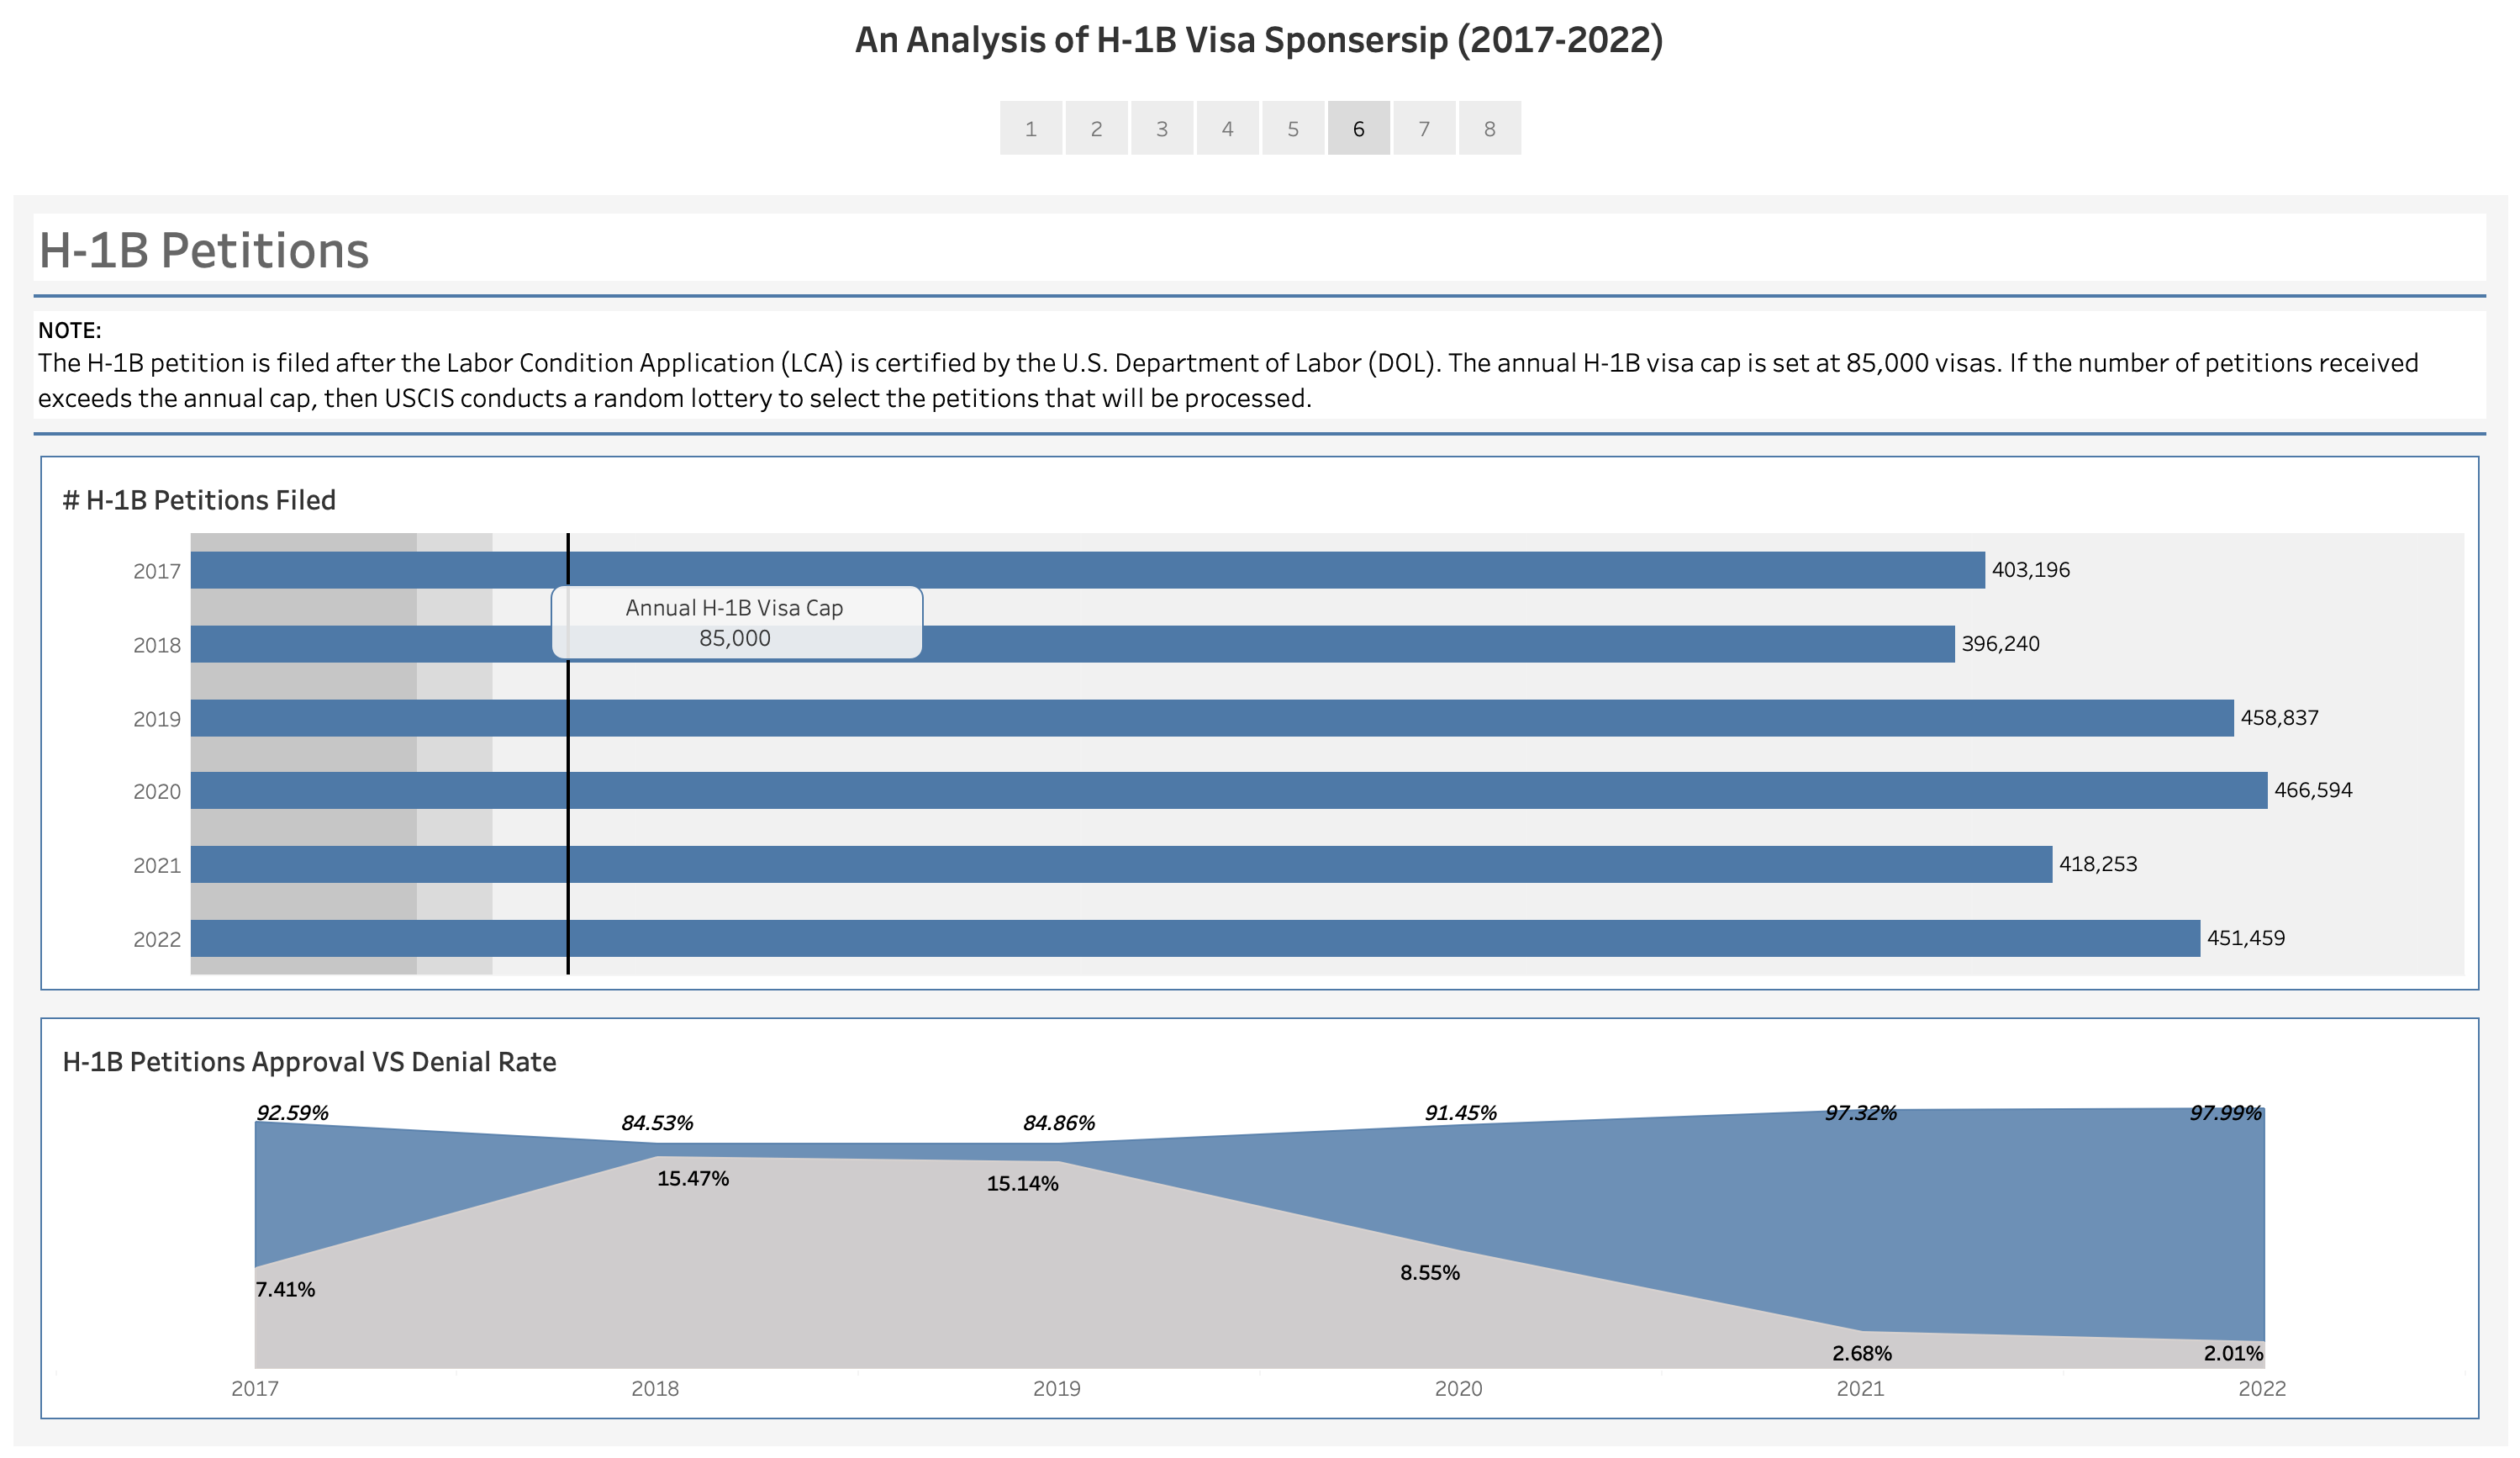 An Analysis of H-1B Visa Sponsersip (2017-2022)
1 2 3 4 5 6 7 8
H-1B Petitions
NOTE:
The H-1B petition is filed after the Labor Condition Application (LCA) is certified by the U.S. Department of Labor (DOL). The annual H-1B visa cap is set at 85,000 visas. If the number of petitions received
exceeds the annual cap, then USCIS conducts a random lottery to select the petitions that will be processed.
# H-1B Petitions Filed
2017 403,196
Annual H-1B Visa Cap
85,000
2018 396,240
2019 458,837
2020 466,594
2021 418,253
2022 451,459
H-1B Petitions Approval VS Denial Rate
92.59% 84.53% 84.86% 91.45% 97.32% 97.99%
7.41% 15.47% 15.14% 8.55% 2.68% 2.01%
2017 2018 2019 2020 2021 2022